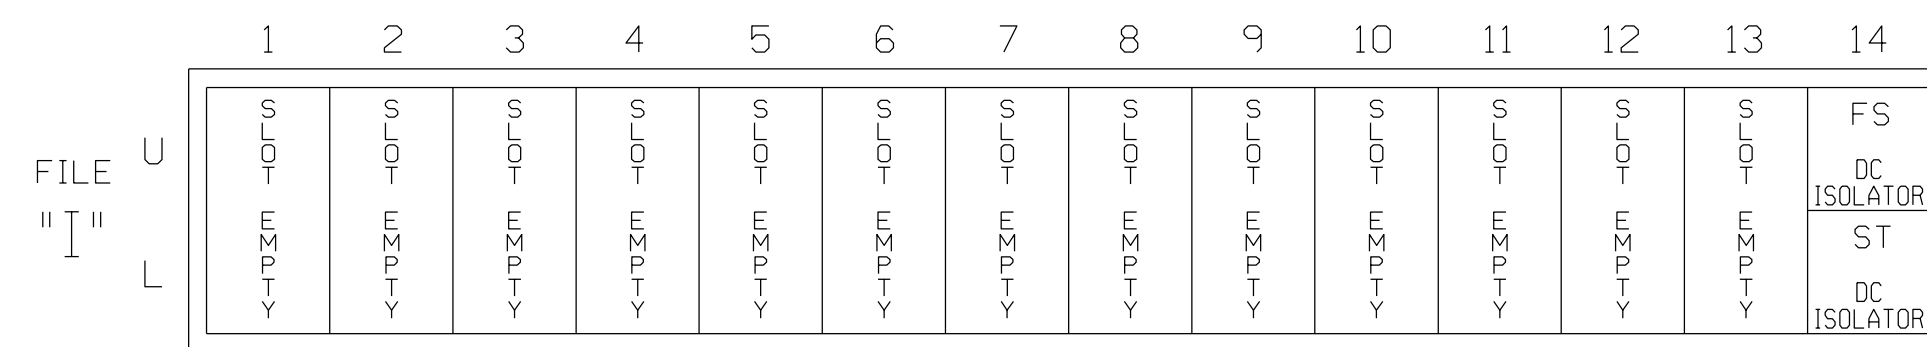 1 2 3 4 5 6 7 8 9 10 11 12 13 14
FILE
"I"
U
L
SLOT EMPTY
SLOT EMPTY
SLOT EMPTY
SLOT EMPTY
SLOT EMPTY
SLOT EMPTY
SLOT EMPTY
SLOT EMPTY
SLOT EMPTY
SLOT EMPTY
SLOT EMPTY
SLOT EMPTY
SLOT EMPTY
FS
DC
ISOLATOR
ST
DC
ISOLATOR